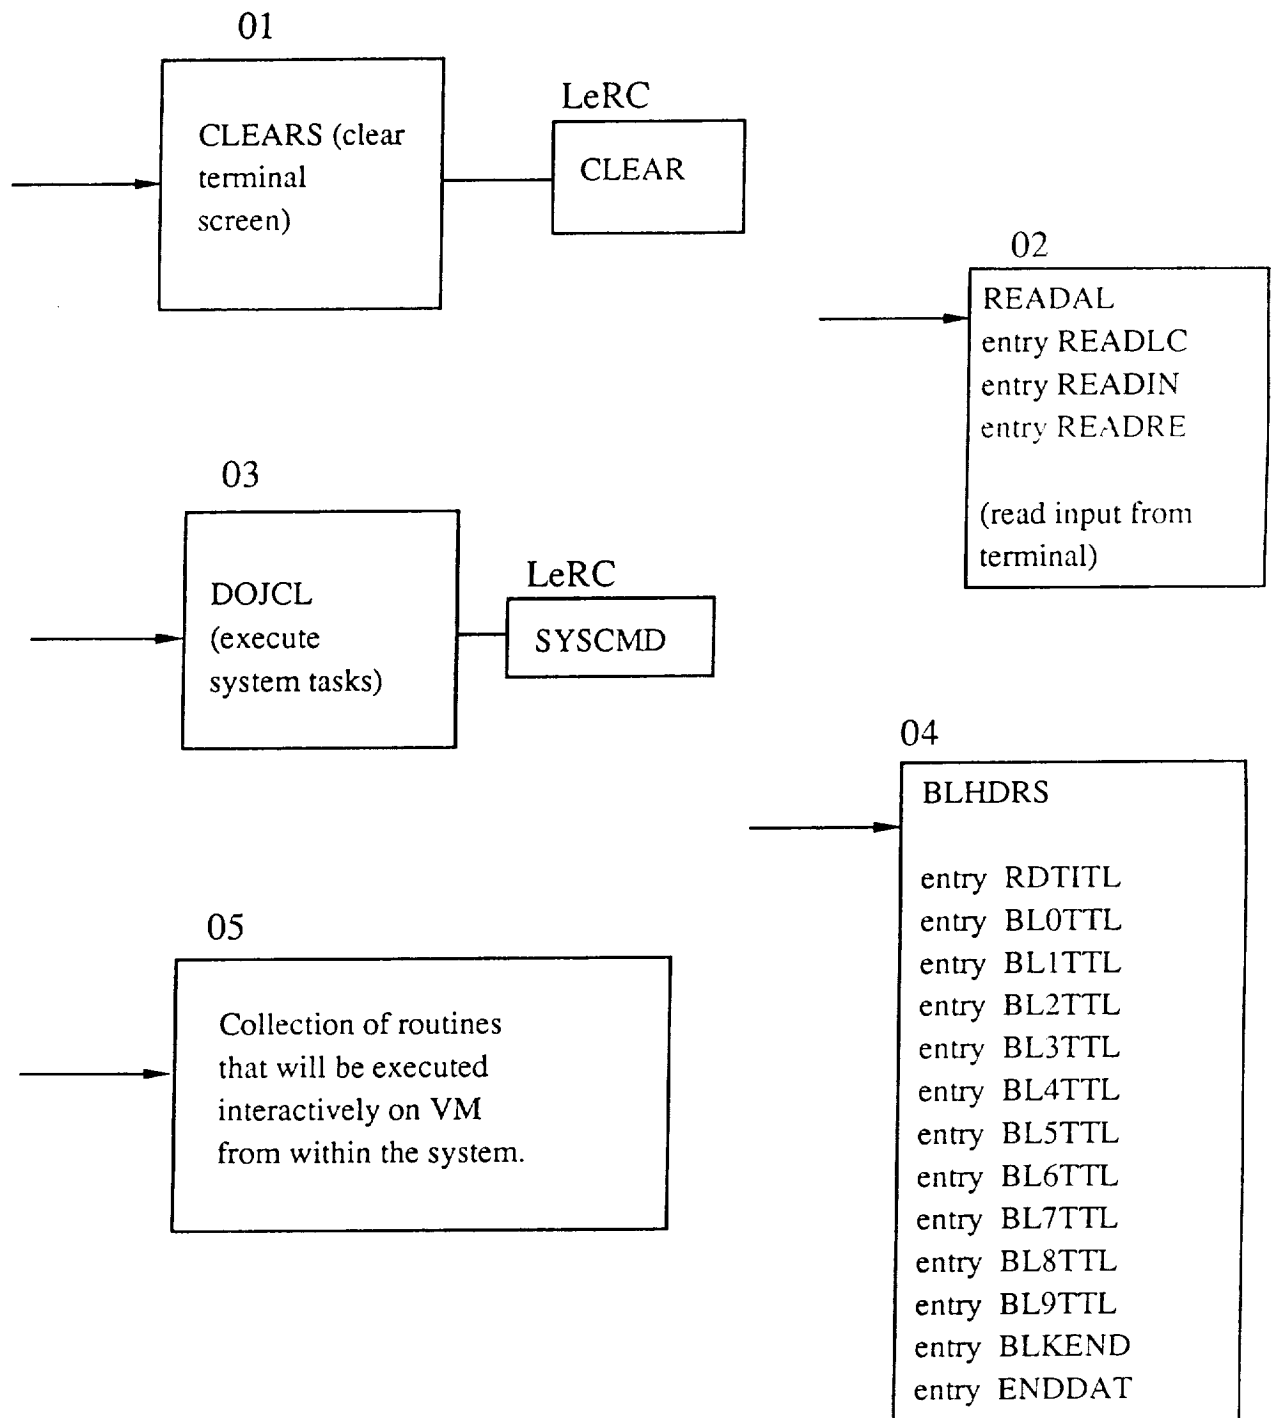 01
CLEARS (clear
terminal
screen)
LeRC
CLEAR
02
READAL
entry READLC
entry READIN
entry READRE
(read input from
terminal)
03
DOJCL
(execute
system tasks)
LeRC
SYSCMD
04
BLHDRS
entry RDTITL
entry BL0TTL
entry BL1TTL
entry BL2TTL
entry BL3TTL
entry BL4TTL
entry BL5TTL
entry BL6TTL
entry BL7TTL
entry BL8TTL
entry BL9TTL
entry BLKEND
entry ENDDAT
05
Collection of routines
that will be executed
interactively on VM
from within the system.